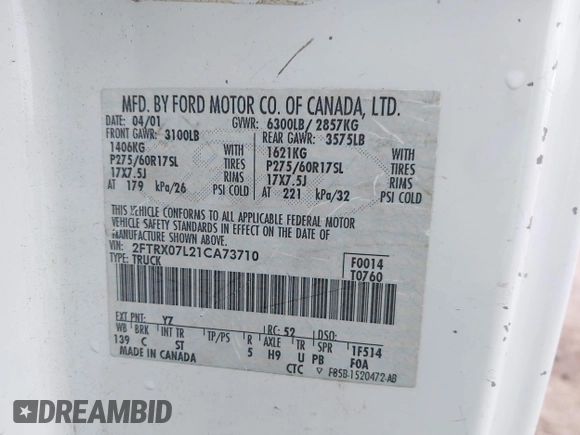 MFD. BY FORD MOTOR CO. OF CANADA, LTD.
DATE: 04/01 GVWR: 6300LB/ 2857KG
FRONT GAWR: 3100LB REAR GAWR: 3575LB
1406KG WITH 1621KG WITH
P275/60R17SL TIRES P275/60R17SL TIRES
17X7.5J RIMS 17X7.5J RIMS
AT 179 kPa/26 PSI COLD AT 221 kPa/32 PSI COLD
THIS VEHICLE CONFORMS TO ALL APPLICABLE FEDERAL MOTOR
VEHICLE SAFETY STANDARDS IN EFFECT ON THE DATE OF
MANUFACTURE SHOWN ABOVE.
VIN: 2FTRX07L21CA73710 F0014
TYPE: TRUCK T0760
EXT PNT: Y7 RC: 52 DSO:
WB BRK INT TR TP/PS R AXLE TR SPR 1F514
139 C ST 5 H9 U PB F0A
MADE IN CANADA CTC ▽ F85B-1520472-AB
DREAMBID